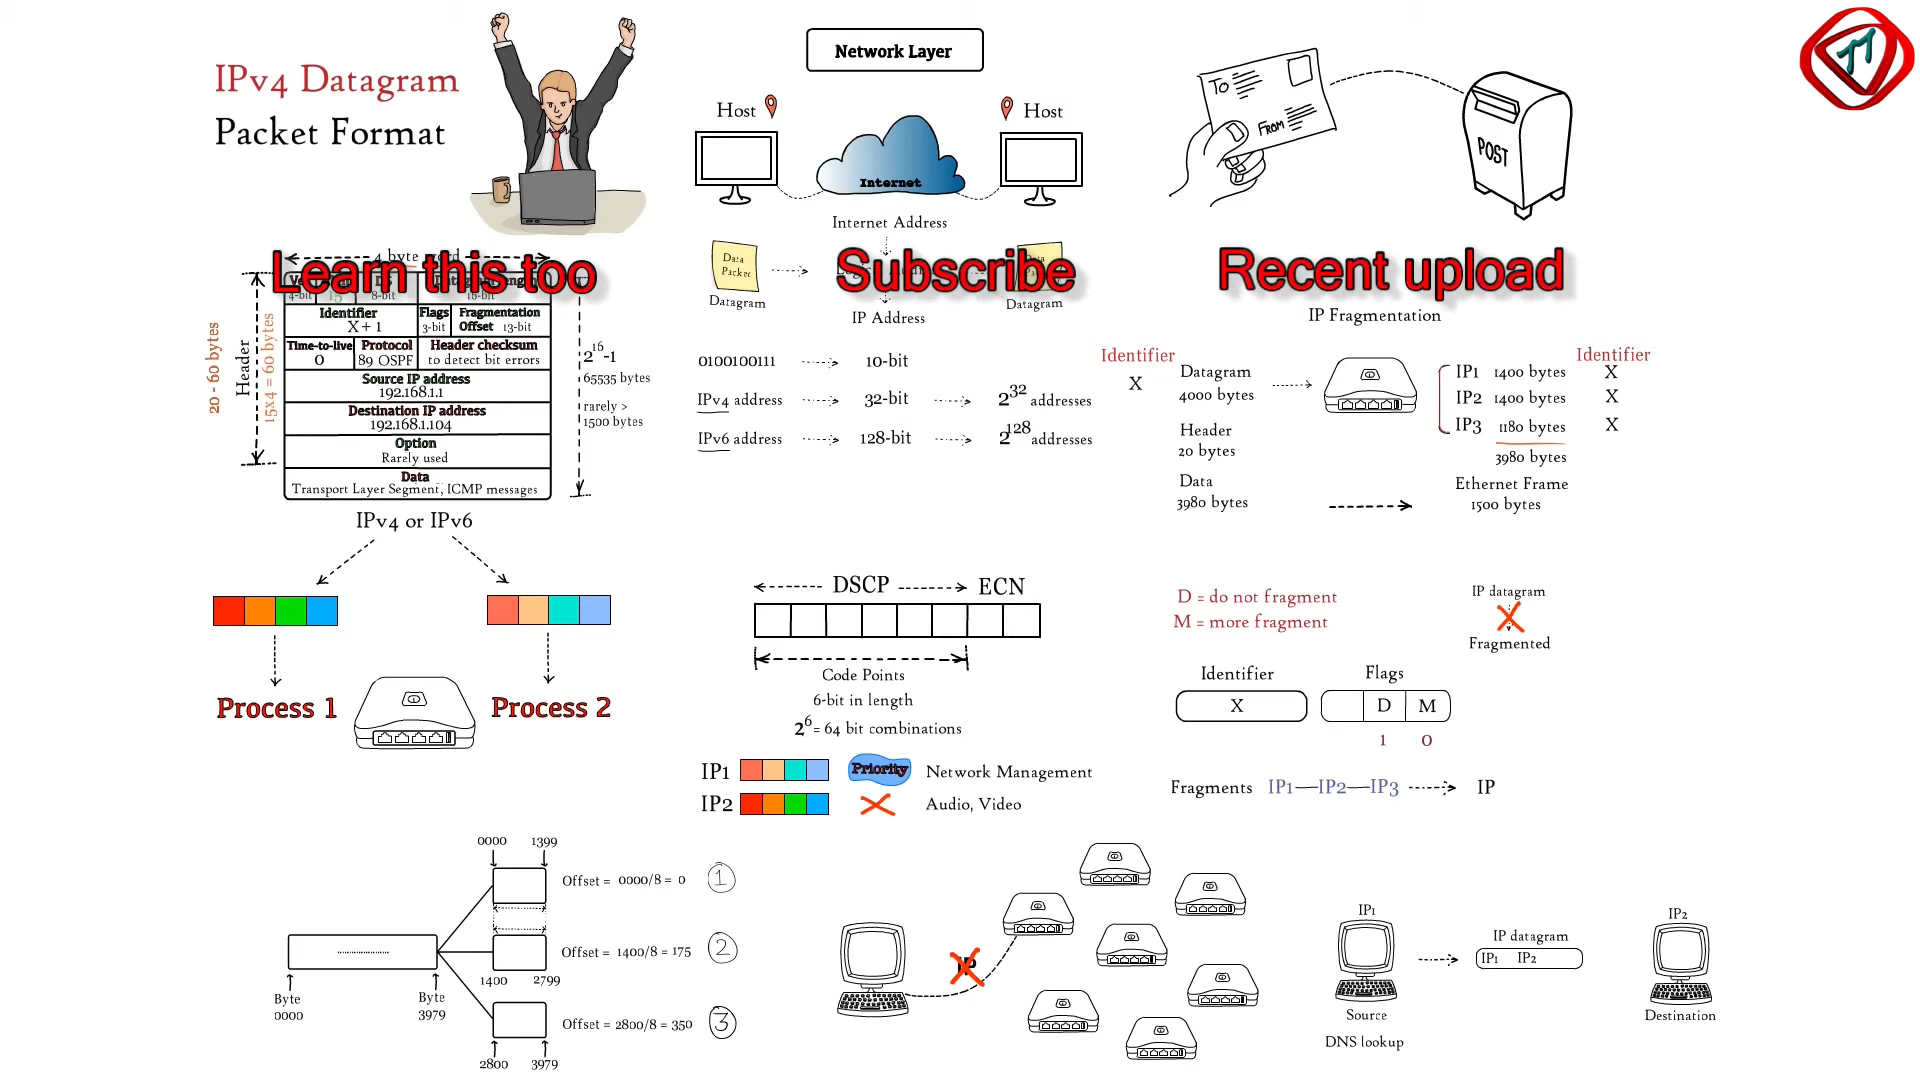 IPv4 Datagram
Packet Format
Network Layer
Host
Host
Internet
Internet Address
Data
Packet
Datagram
Datagram
IP Address
To
FROM
POST
Learn this too
Subscribe
Recent upload
4 byte
4-bit
15
8-bit
16-bit
Identifier
X + 1
Flags
3-bit
Fragmentation
Offset 13-bit
Time-to-live
0
Protocol
89 OSPF
Header checksum
to detect bit errors
Source IP address
192.168.1.1
Destination IP address
192.168.1.104
Option
Rarely used
Data
Transport Layer Segment, ICMP messages
20 - 60 bytes
Header
15x4 = 60 bytes
2^16-1
65535 bytes
rarely >
1500 bytes
0100100111
10-bit
IPv4 address
32-bit
2^32 addresses
IPv6 address
128-bit
2^128 addresses
IP Fragmentation
Identifier
X
Datagram
4000 bytes
Header
20 bytes
Data
3980 bytes
Identifier
IP1 1400 bytes X
IP2 1400 bytes X
IP3 1180 bytes X
3980 bytes
Ethernet Frame
1500 bytes
IPv4 or IPv6
Process 1
Process 2
DSCP
ECN
Code Points
6-bit in length
2^6 = 64 bit combinations
IP1
Priority
Network Management
IP2
Audio, Video
D = do not fragment
M = more fragment
IP datagram
Fragmented
Identifier
X
Flags
D
M
1
0
Fragments IP1—IP2—IP3
IP
0000
1399
Offset = 0000/8 = 0
1
Offset = 1400/8 = 175
2
1400
2799
Byte
0000
Byte
3979
Offset = 2800/8 = 350
3
2800
3979
IP
IP1
Source
DNS lookup
IP datagram
IP1 IP2
IP2
Destination